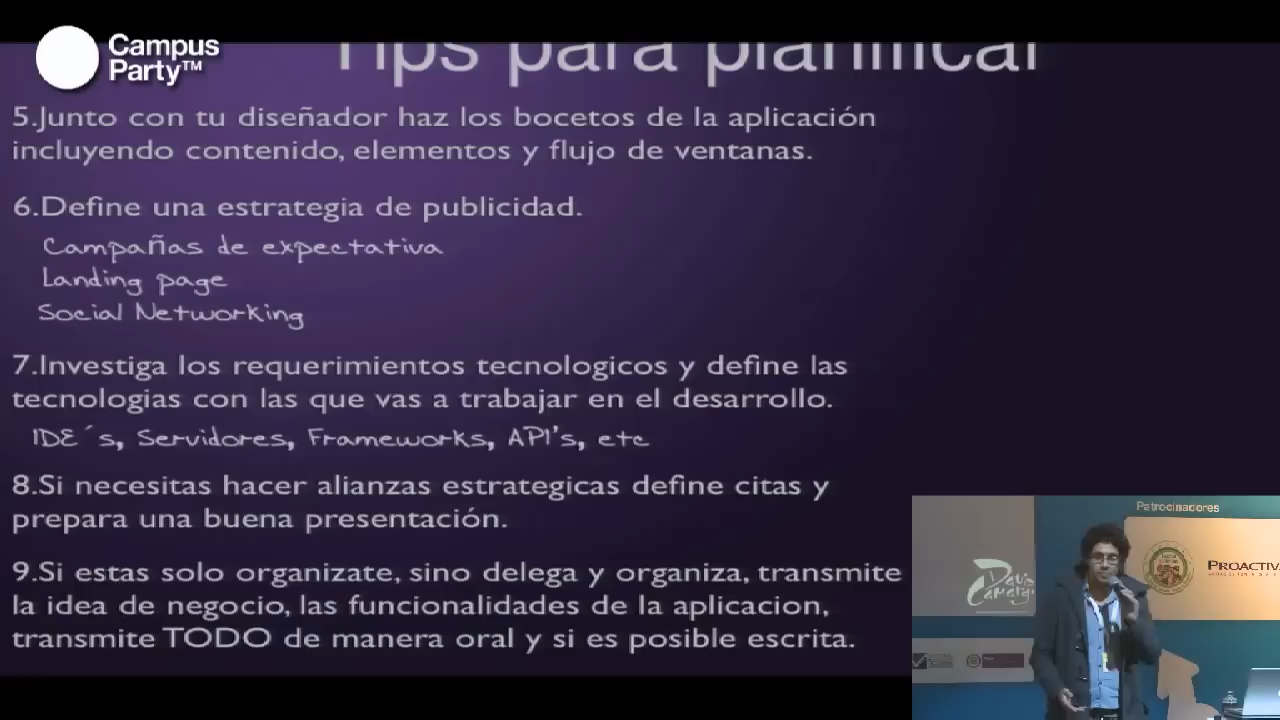 Campus
Party™
Tips para planificar
5.Junto con tu diseñador haz los bocetos de la aplicación
incluyendo contenido, elementos y flujo de ventanas.
6.Define una estrategia de publicidad.
Campañas de expectativa
Landing page
Social Networking
7.Investiga los requerimientos tecnologicos y define las
tecnologias con las que vas a trabajar en el desarrollo.
IDE´s, Servidores, Frameworks, API's, etc
8.Si necesitas hacer alianzas estrategicas define citas y
prepara una buena presentación.
9.Si estas solo organizate, sino delega y organiza, transmite
la idea de negocio, las funcionalidades de la aplicacion,
transmite TODO de manera oral y si es posible escrita.
Patrocinadores
PROACTIV